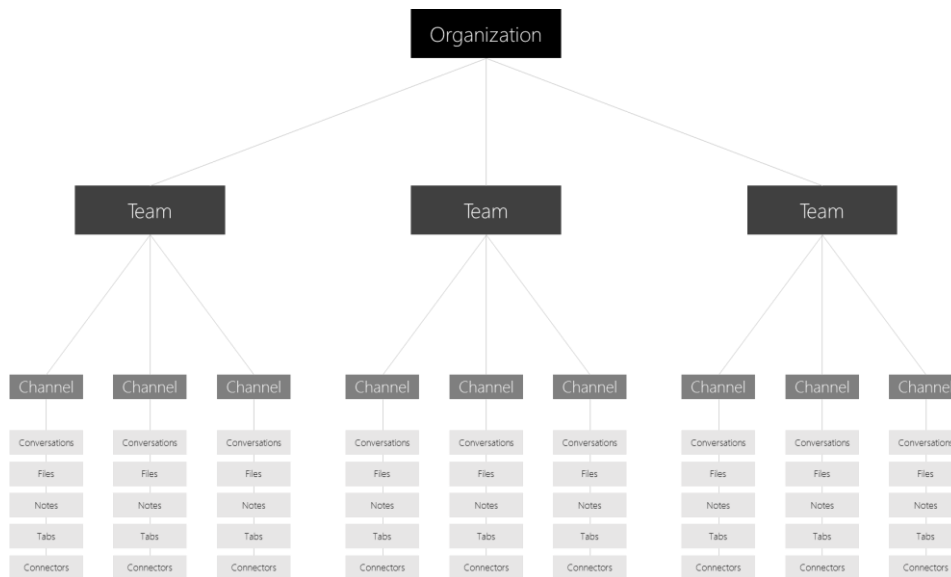 Organization
Team Team Team
Channel Channel Channel Channel Channel Channel Channel Channel Channel
Conversations Conversations Conversations Conversations Conversations Conversations Conversations Conversations Conversations
Files Files Files Files Files Files Files Files Files
Notes Notes Notes Notes Notes Notes Notes Notes Notes
Tabs Tabs Tabs Tabs Tabs Tabs Tabs Tabs Tabs
Connectors Connectors Connectors Connectors Connectors Connectors Connectors Connectors Connectors